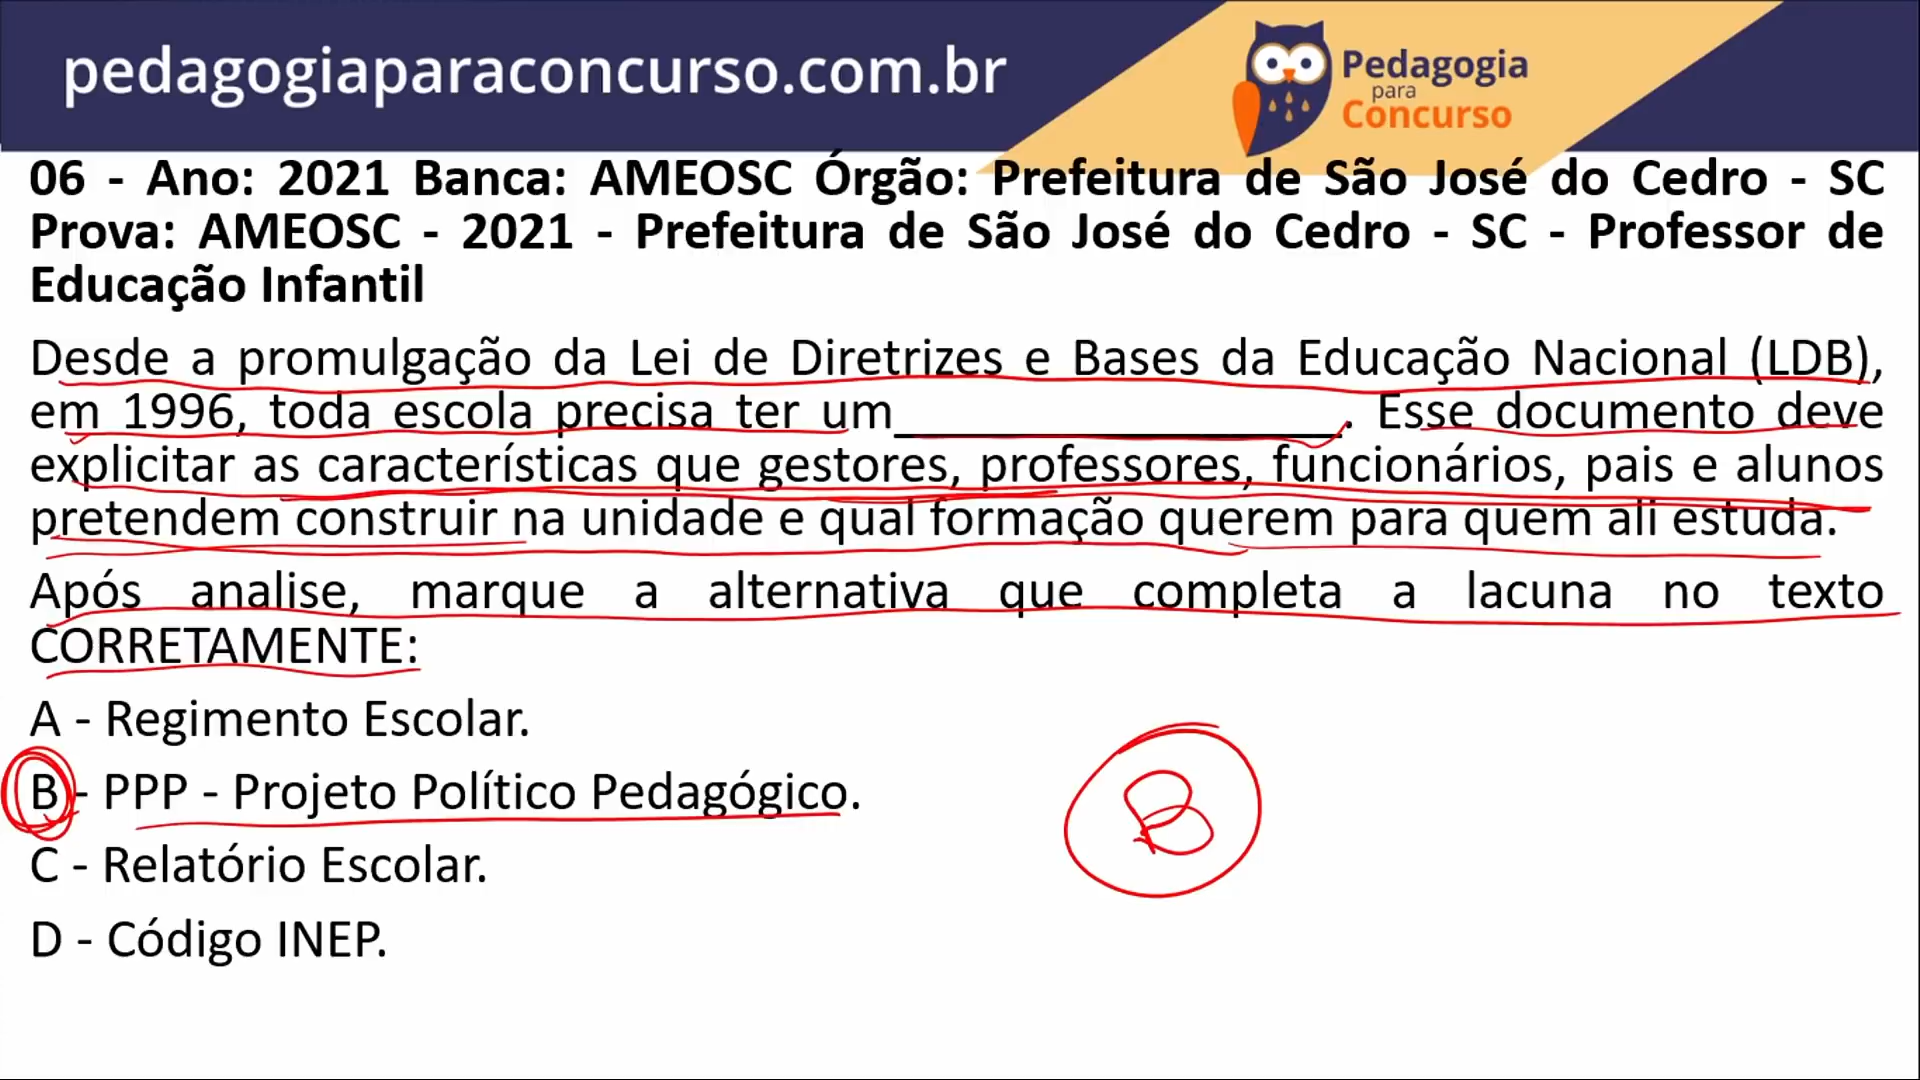 pedagogiaparaconcurso.com.br
Pedagogia
para
Concurso
06 - Ano: 2021 Banca: AMEOSC Órgão: Prefeitura de São José do Cedro - SC
Prova: AMEOSC - 2021 - Prefeitura de São José do Cedro - SC - Professor de
Educação Infantil
Desde a promulgação da Lei de Diretrizes e Bases da Educação Nacional (LDB),
em 1996, toda escola precisa ter um__________________. Esse documento deve
explicitar as características que gestores, professores, funcionários, pais e alunos
pretendem construir na unidade e qual formação querem para quem ali estuda.
Após analise, marque a alternativa que completa a lacuna no texto
CORRETAMENTE:
A - Regimento Escolar.
B - PPP - Projeto Político Pedagógico.
B
C - Relatório Escolar.
D - Código INEP.